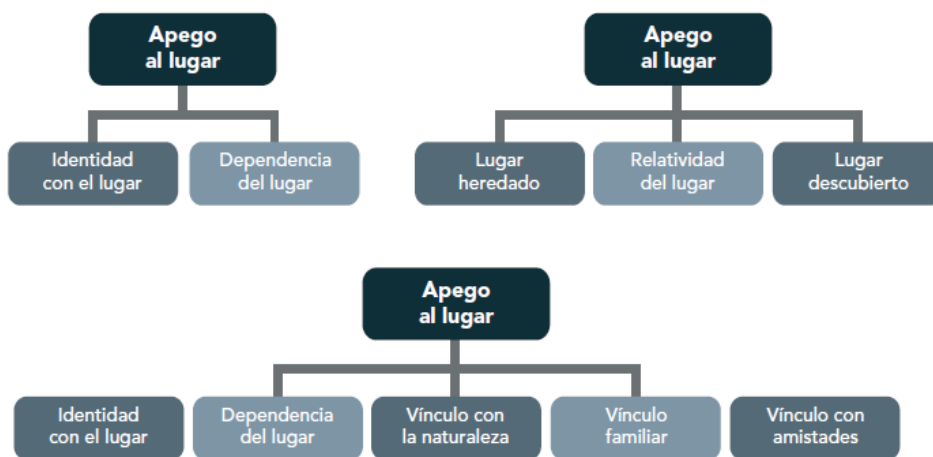 Apego
al lugar
Identidad
con el lugar
Dependencia
del lugar
Apego
al lugar
Lugar
heredado
Relatividad
del lugar
Lugar
descubierto
Apego
al lugar
Identidad
con el lugar
Dependencia
del lugar
Vínculo con
la naturaleza
Vínculo
familiar
Vínculo con
amistades